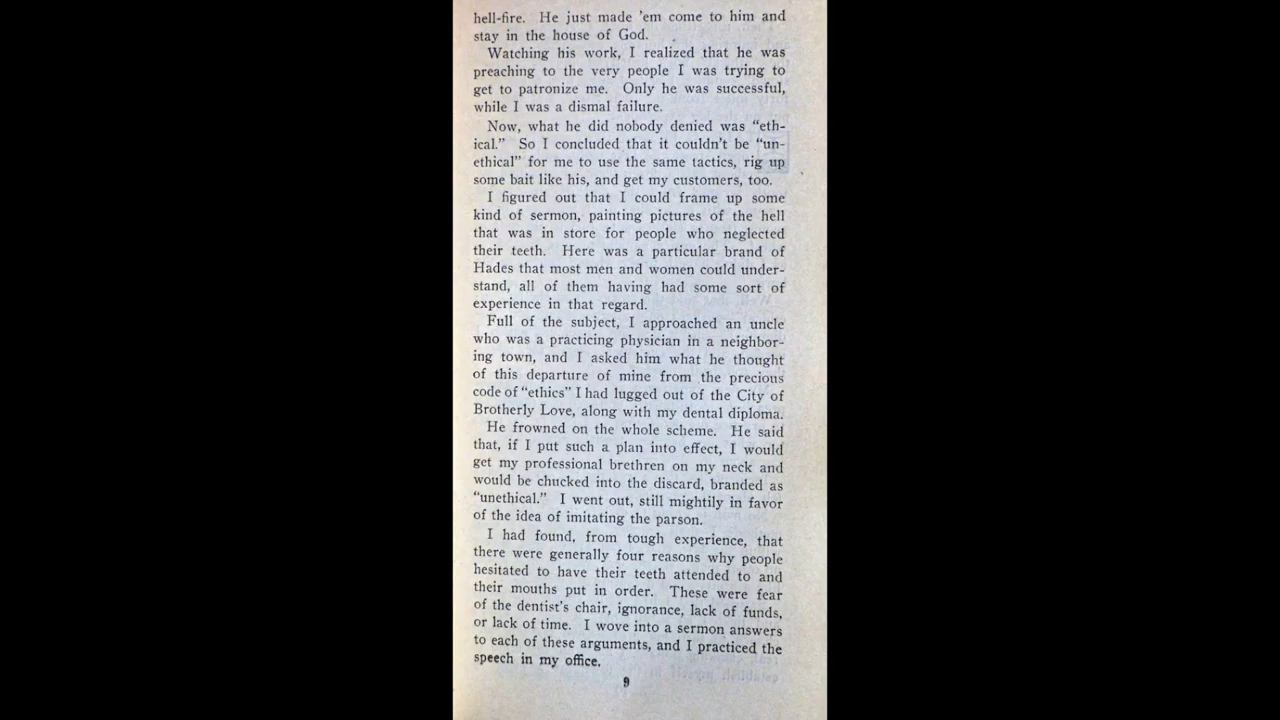 hell-fire. He just made 'em come to him and
stay in the house of God.
Watching his work, I realized that he was
preaching to the very people I was trying to
get to patronize me. Only he was successful,
while I was a dismal failure.
Now, what he did nobody denied was “eth-
ical.” So I concluded that it couldn't be “un-
ethical” for me to use the same tactics, rig up
some bait like his, and get my customers, too.
I figured out that I could frame up some
kind of sermon, painting pictures of the hell
that was in store for people who neglected
their teeth. Here was a particular brand of
Hades that most men and women could under-
stand, all of them having had some sort of
experience in that regard.
Full of the subject, I approached an uncle
who was a practicing physician in a neighbor-
ing town, and I asked him what he thought
of this departure of mine from the precious
code of “ethics” I had lugged out of the City of
Brotherly Love, along with my dental diploma.
He frowned on the whole scheme. He said
that, if I put such a plan into effect, I would
get my professional brethren on my neck and
would be chucked into the discard, branded as
“unethical.” I went out, still mightily in favor
of the idea of imitating the parson.
I had found, from tough experience, that
there were generally four reasons why people
hesitated to have their teeth attended to and
their mouths put in order. These were fear
of the dentist's chair, ignorance, lack of funds,
or lack of time. I wove into a sermon answers
to each of these arguments, and I practiced the
speech in my office.
9